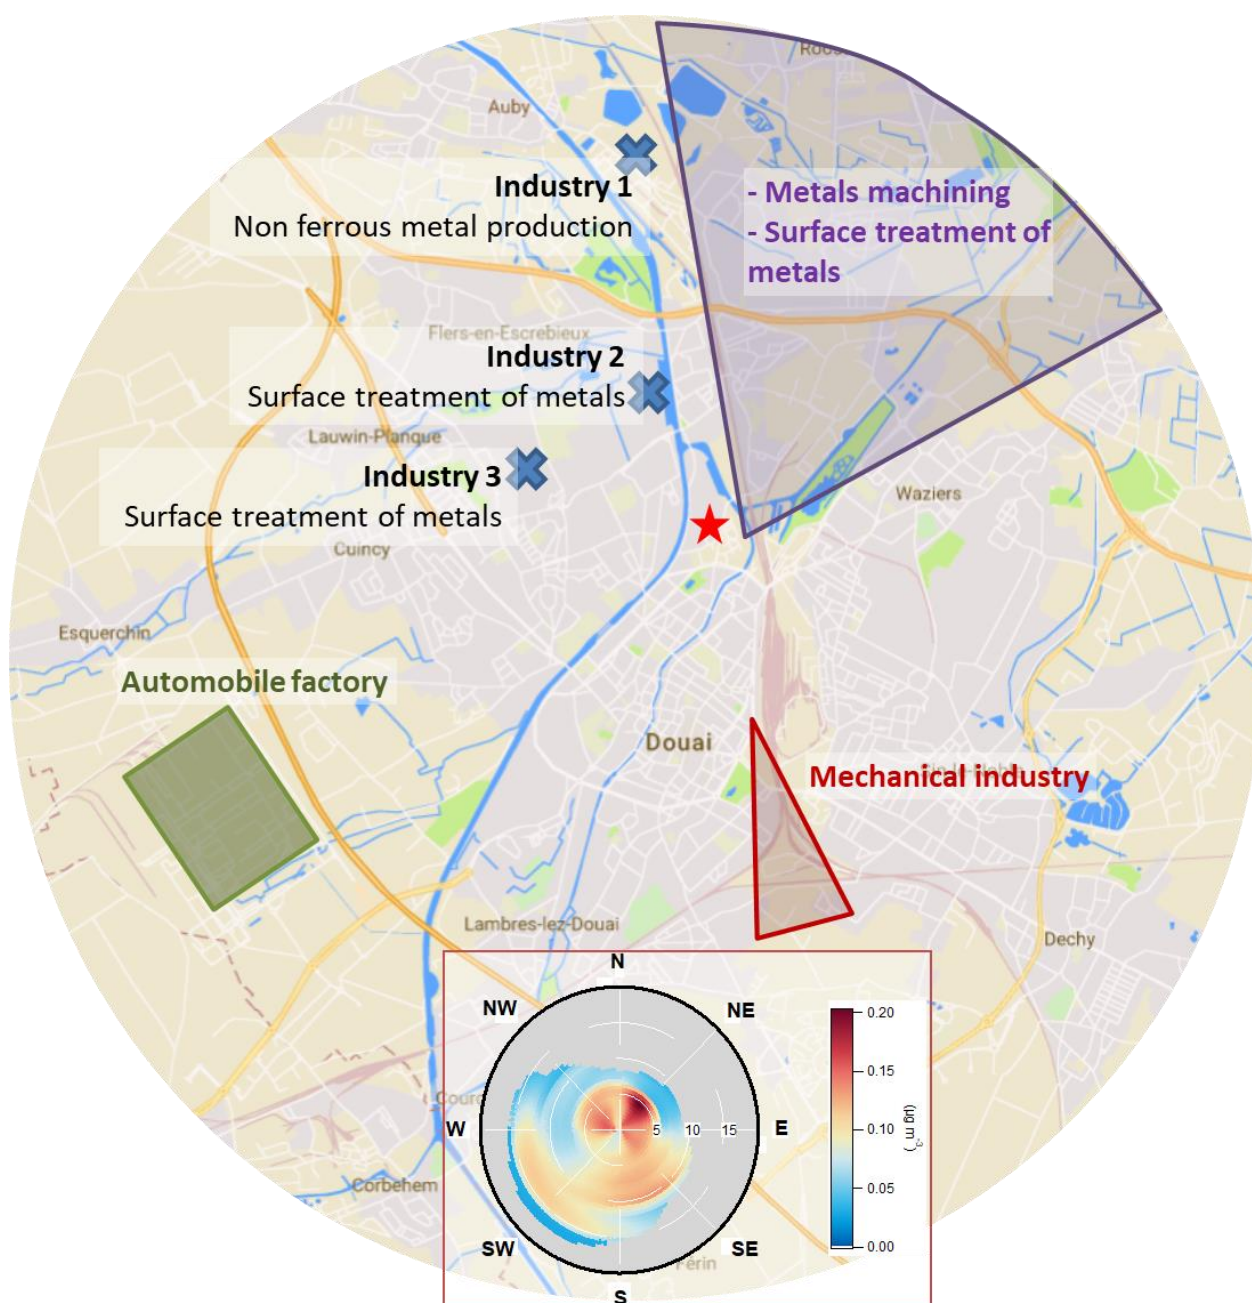 Auby
Industry 1
Non ferrous metal production
- Metals machining
- Surface treatment of
metals
Flers-en-Escrebieux
Industry 2
Surface treatment of metals
Lauwin-Planque
Industry 3
Surface treatment of metals
Waziers
Cuincy
Esquerchin
Automobile factory
Douai
Mechanical industry
Lambres-lez-Douai
Dechy
N
NW
NE
W
5
10
15
E
SW
SE
S
0.20
0.15
0.10
0.05
0.00
(µg m⁻³)
Corbehem
Férin